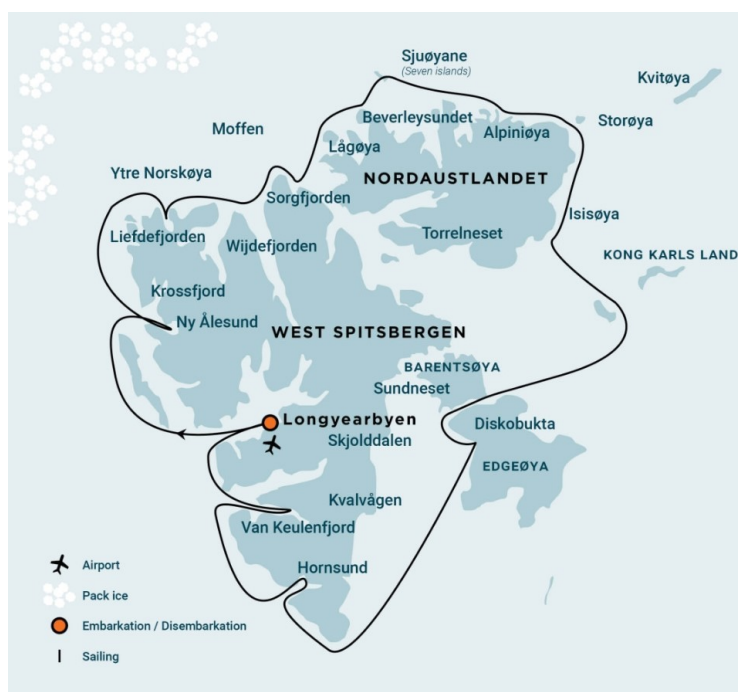 Sjuøyane
(Seven islands)
Kvitøya
Beverleysundet
Storøya
Moffen
Alpiniøya
Lågøya
Ytre Norskøya
NORDAUSTLANDET
Sorgfjorden
Isisøya
Liefdefjorden
Wijdefjorden
Torrelneset
KONG KARLS LAND
Krossfjord
Ny Ålesund
WEST SPITSBERGEN
BARENTSØYA
Sundneset
Longyearbyen
Diskobukta
Skjolddalen
EDGEØYA
Kvalvågen
Van Keulenfjord
Hornsund
Airport
Pack ice
Embarkation / Disembarkation
Sailing